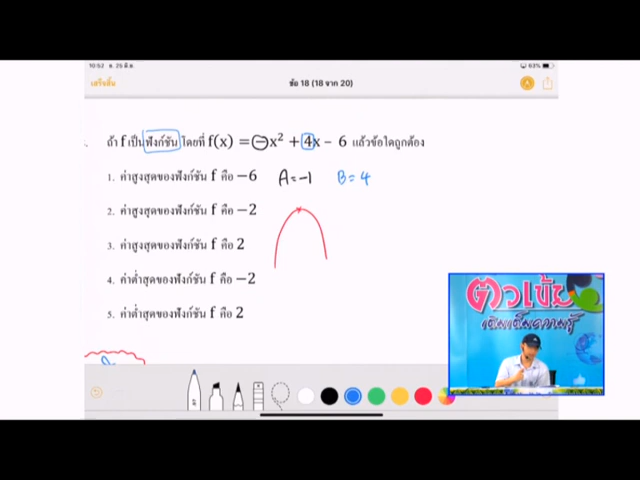 10:52 อ. 25 มี.ค.
63%
เสร็จสิ้น
ข้อ 18 (18 จาก 20)
ถ้า f เป็นฟังก์ชัน โดยที่ f(x) = −x² + 4x − 6 แล้วข้อใดถูกต้อง
1. ค่าสูงสุดของฟังก์ชัน f คือ −6
A = −1 B = 4
2. ค่าสูงสุดของฟังก์ชัน f คือ −2
3. ค่าสูงสุดของฟังก์ชัน f คือ 2
4. ค่าต่ำสุดของฟังก์ชัน f คือ −2
5. ค่าต่ำสุดของฟังก์ชัน f คือ 2
ติวเข้ม
เติมเต็มความรู้